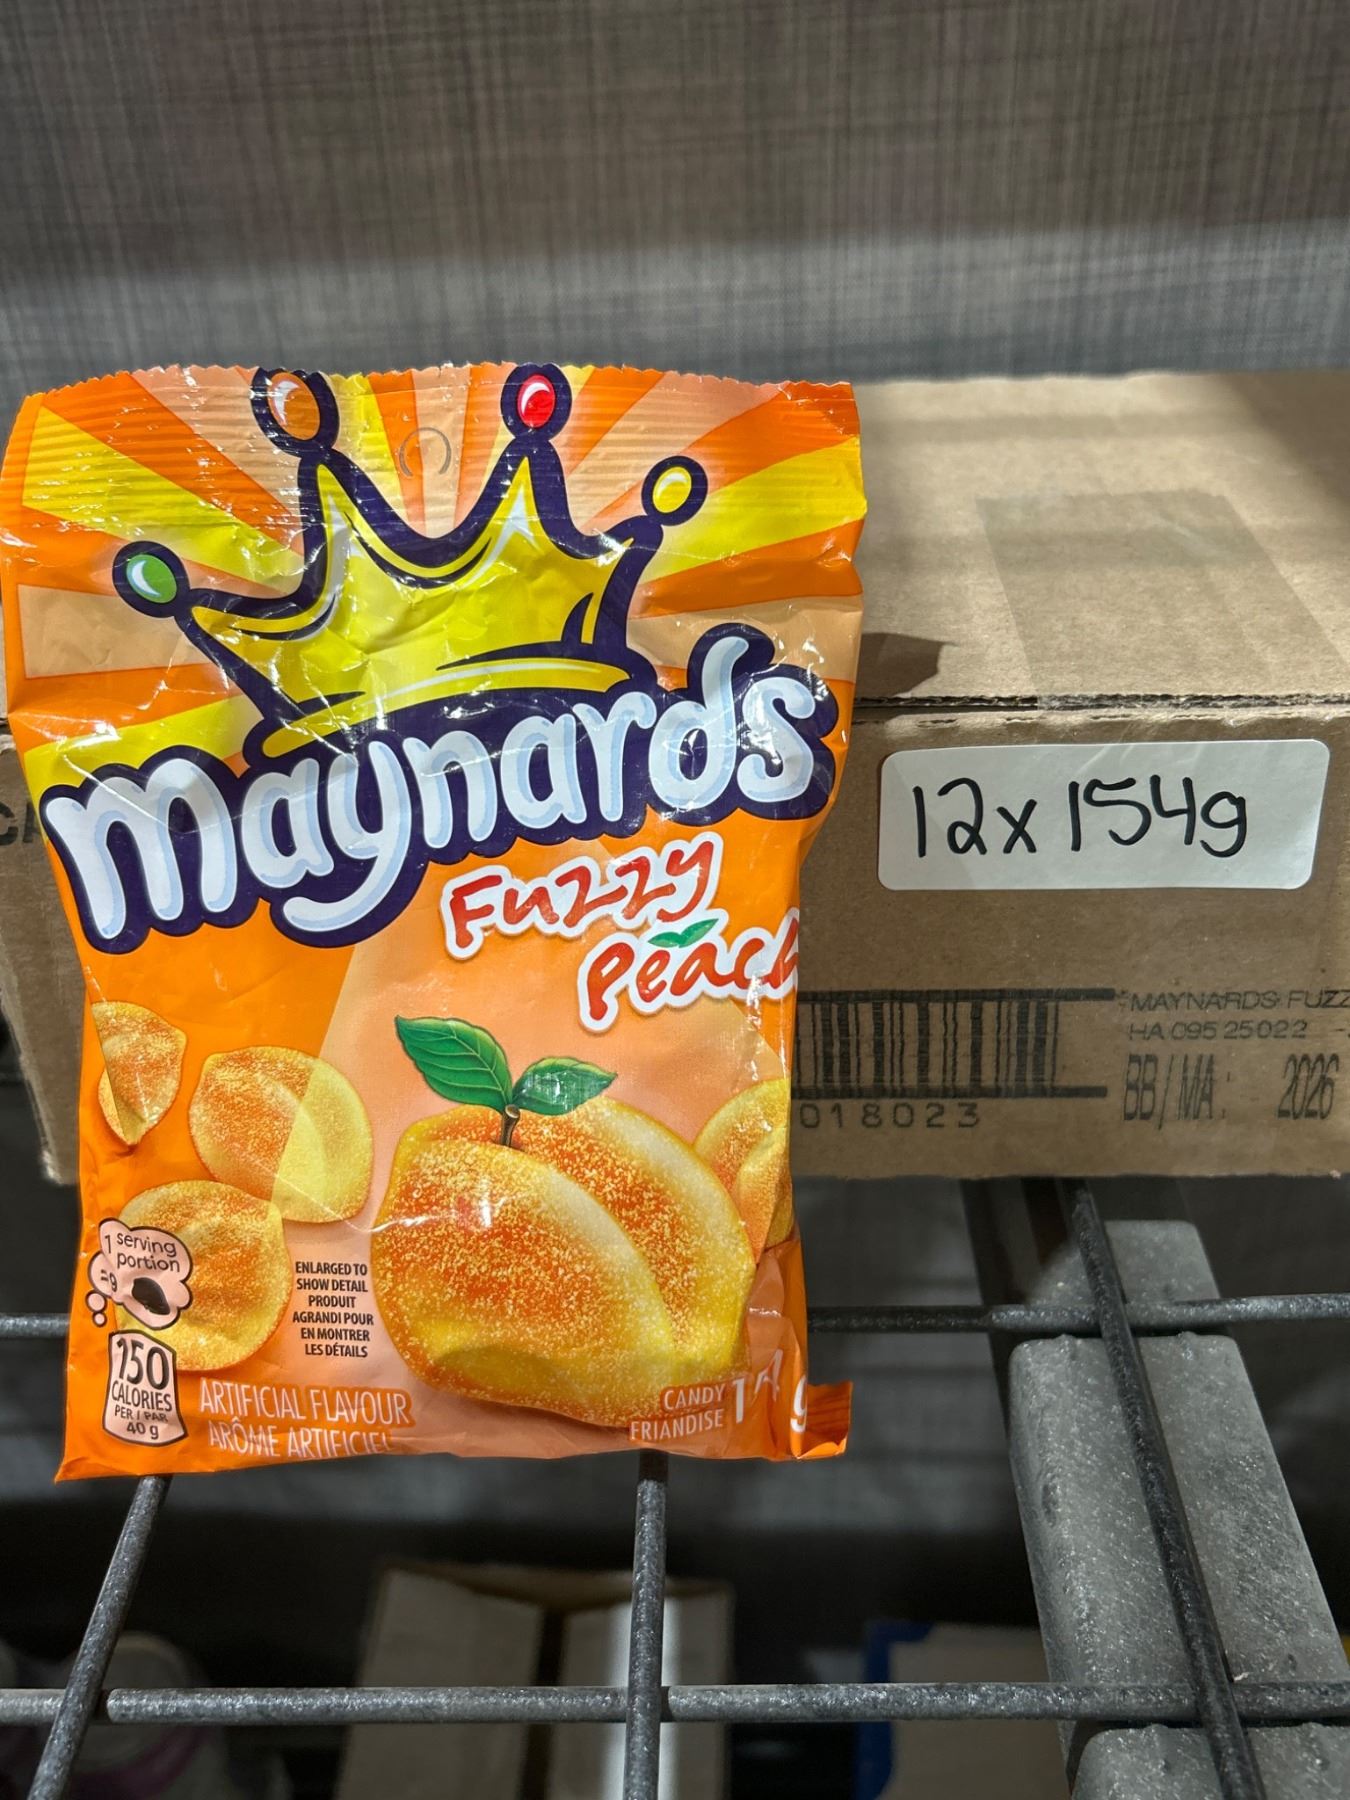 maynards
Fuzzy
Peach
12x 154g
MAYNARDS FUZZ
HA 095 25022
BB / MA : 2026
018023
1 serving
portion
=9
150
CALORIES
PER / PAR
40 g
ENLARGED TO
SHOW DETAIL
PRODUIT
AGRANDI POUR
EN MONTRER
LES DÉTAILS
ARTIFICIAL FLAVOUR
ARÔME ARTIFICIEL
CANDY
FRIANDISE
g